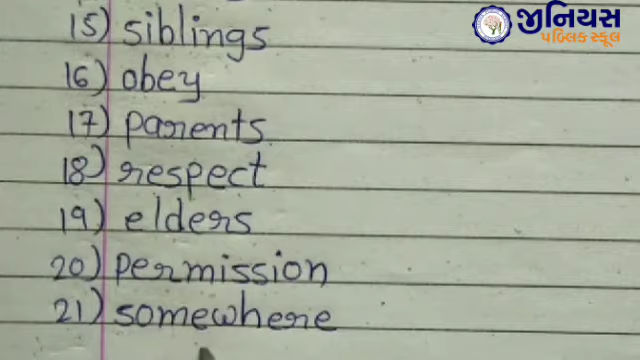 જીનિયસ
પબ્લિક સ્કૂલ
15) siblings
16) obey
17) parents
18) respect
19) elders
20) permission
21) somewhere